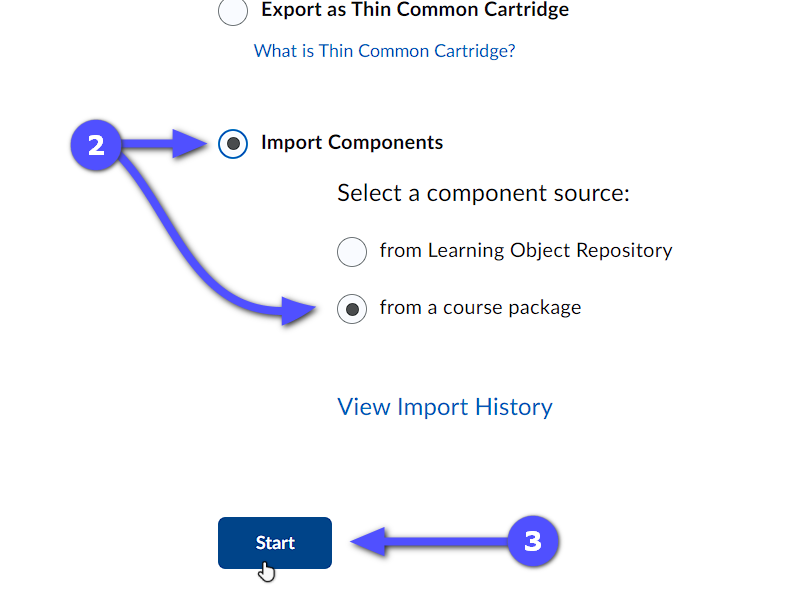 Export as Thin Common Cartridge
What is Thin Common Cartridge?
2
Import Components
Select a component source:
from Learning Object Repository
from a course package
View Import History
Start
3